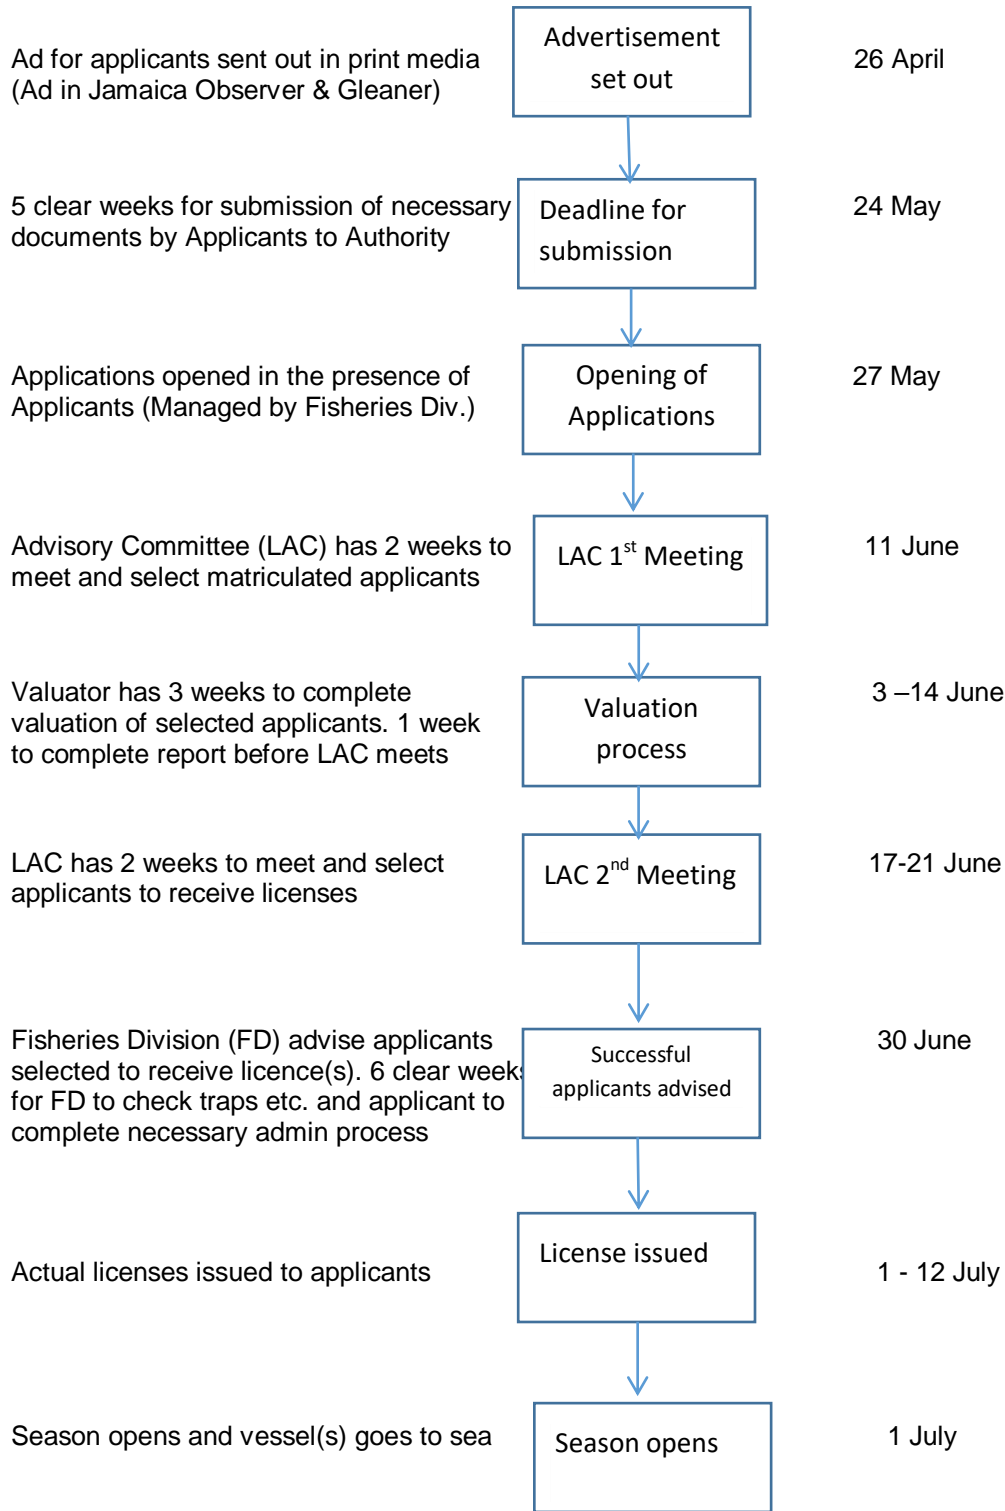 Ad for applicants sent out in print media
(Ad in Jamaica Observer & Gleaner)
Advertisement
set out
26 April
5 clear weeks for submission of necessary
documents by Applicants to Authority
Deadline for
submission
24 May
Applications opened in the presence of
Applicants (Managed by Fisheries Div.)
Opening of
Applications
27 May
Advisory Committee (LAC) has 2 weeks to
meet and select matriculated applicants
LAC 1st Meeting
11 June
Valuator has 3 weeks to complete
valuation of selected applicants. 1 week
to complete report before LAC meets
Valuation
process
3 –14 June
LAC has 2 weeks to meet and select
applicants to receive licenses
LAC 2nd Meeting
17-21 June
Fisheries Division (FD) advise applicants
selected to receive licence(s). 6 clear weeks
for FD to check traps etc. and applicant to
complete necessary admin process
Successful
applicants advised
30 June
Actual licenses issued to applicants
License issued
1 - 12 July
Season opens and vessel(s) goes to sea
Season opens
1 July